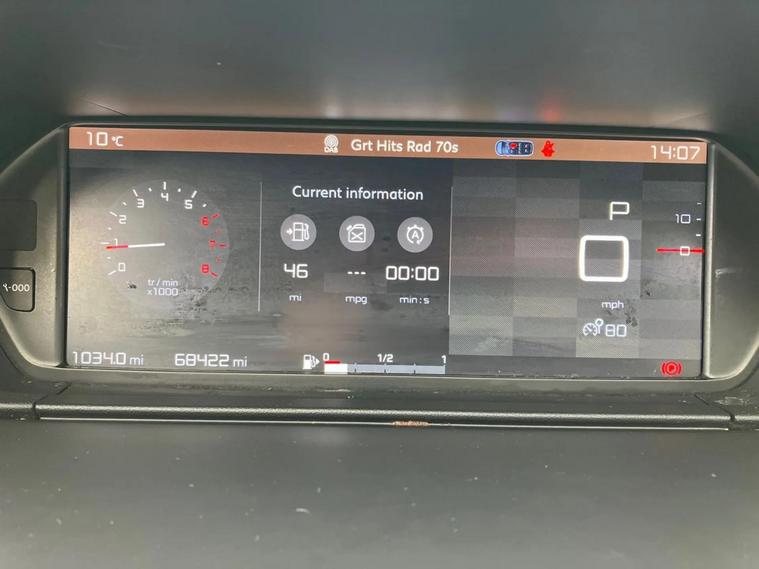 10 °C
DAB
Grt Hits Rad 70s
14:07
Current information
0
1
2
3
4
5
6
7
8
tr/min
x1000
46
mi
---
mpg
A
00:00
min:s
P
0
mph
80
10
0
1034.0 mi
68422 mi
0
1/2
1
P